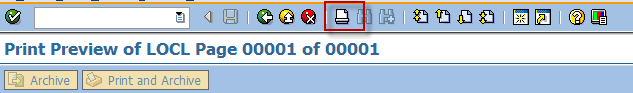 Print Preview of LOCL Page 00001 of 00001
Archive Print and Archive